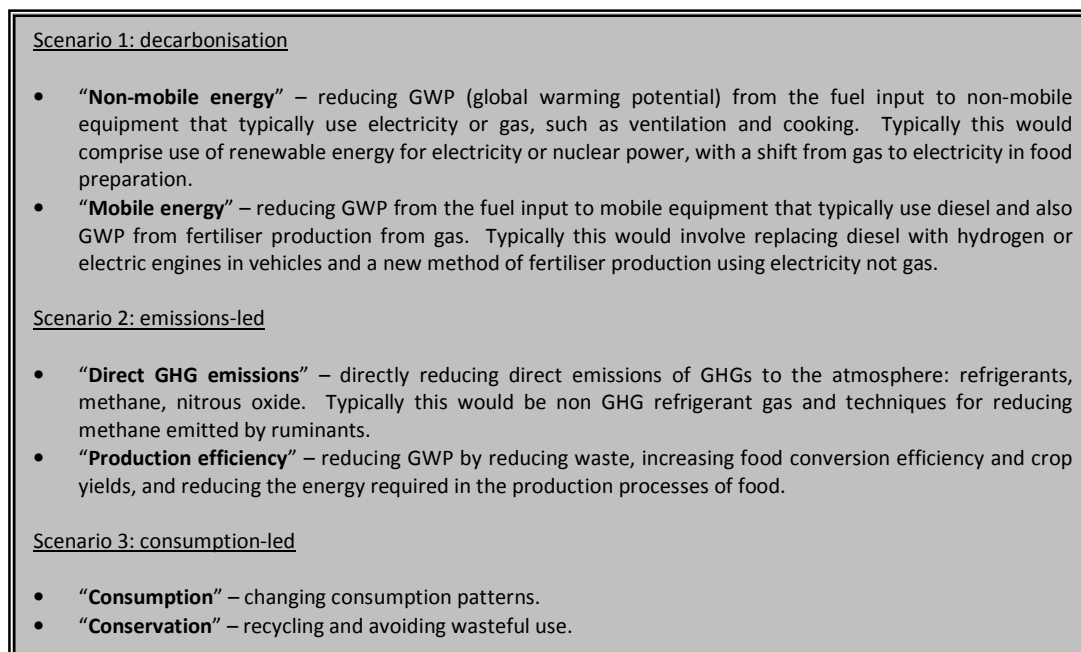 Scenario 1: decarbonisation
• “Non-mobile energy” – reducing GWP (global warming potential) from the fuel input to non-mobile
equipment that typically use electricity or gas, such as ventilation and cooking. Typically this would
comprise use of renewable energy for electricity or nuclear power, with a shift from gas to electricity in food
preparation.
• “Mobile energy” – reducing GWP from the fuel input to mobile equipment that typically use diesel and also
GWP from fertiliser production from gas. Typically this would involve replacing diesel with hydrogen or
electric engines in vehicles and a new method of fertiliser production using electricity not gas.
Scenario 2: emissions-led
• “Direct GHG emissions” – directly reducing direct emissions of GHGs to the atmosphere: refrigerants,
methane, nitrous oxide. Typically this would be non GHG refrigerant gas and techniques for reducing
methane emitted by ruminants.
• “Production efficiency” – reducing GWP by reducing waste, increasing food conversion efficiency and crop
yields, and reducing the energy required in the production processes of food.
Scenario 3: consumption-led
• “Consumption” – changing consumption patterns.
• “Conservation” – recycling and avoiding wasteful use.